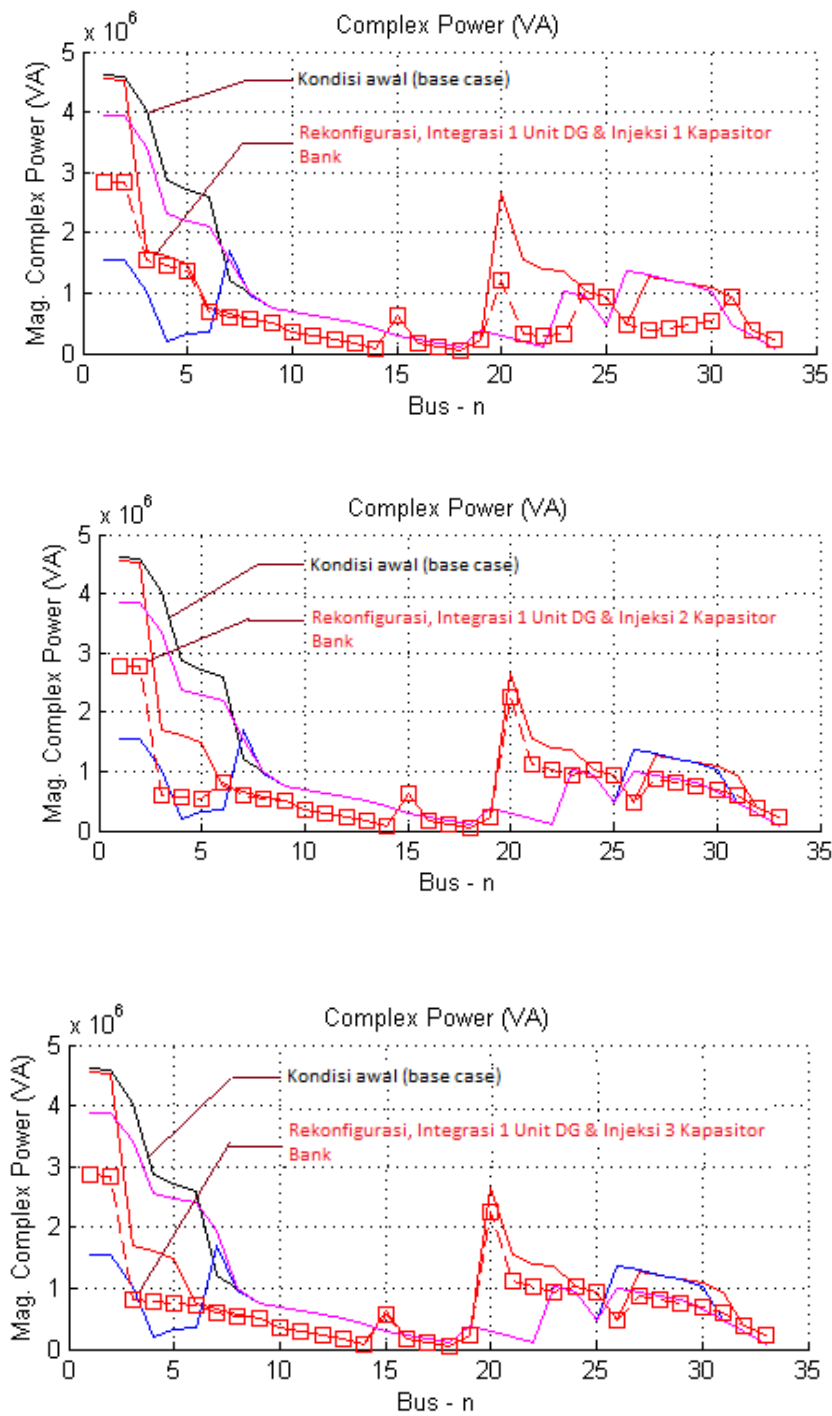 Complex Power (VA)
x 10^6
5
Kondisi awal (base case)
4
Rekonfigurasi, Integrasi 1 Unit DG & Injeksi 1 Kapasitor
Bank
3
2
1
0
Mag. Complex Power (VA)
0 5 10 15 20 25 30 35
Bus - n
Complex Power (VA)
x 10^6
5
Kondisi awal (base case)
4
Rekonfigurasi, Integrasi 1 Unit DG & Injeksi 2 Kapasitor
Bank
3
2
1
0
Mag. Complex Power (VA)
0 5 10 15 20 25 30 35
Bus - n
Complex Power (VA)
x 10^6
5
Kondisi awal (base case)
4
Rekonfigurasi, Integrasi 1 Unit DG & Injeksi 3 Kapasitor
Bank
3
2
1
0
Mag. Complex Power (VA)
0 5 10 15 20 25 30 35
Bus - n